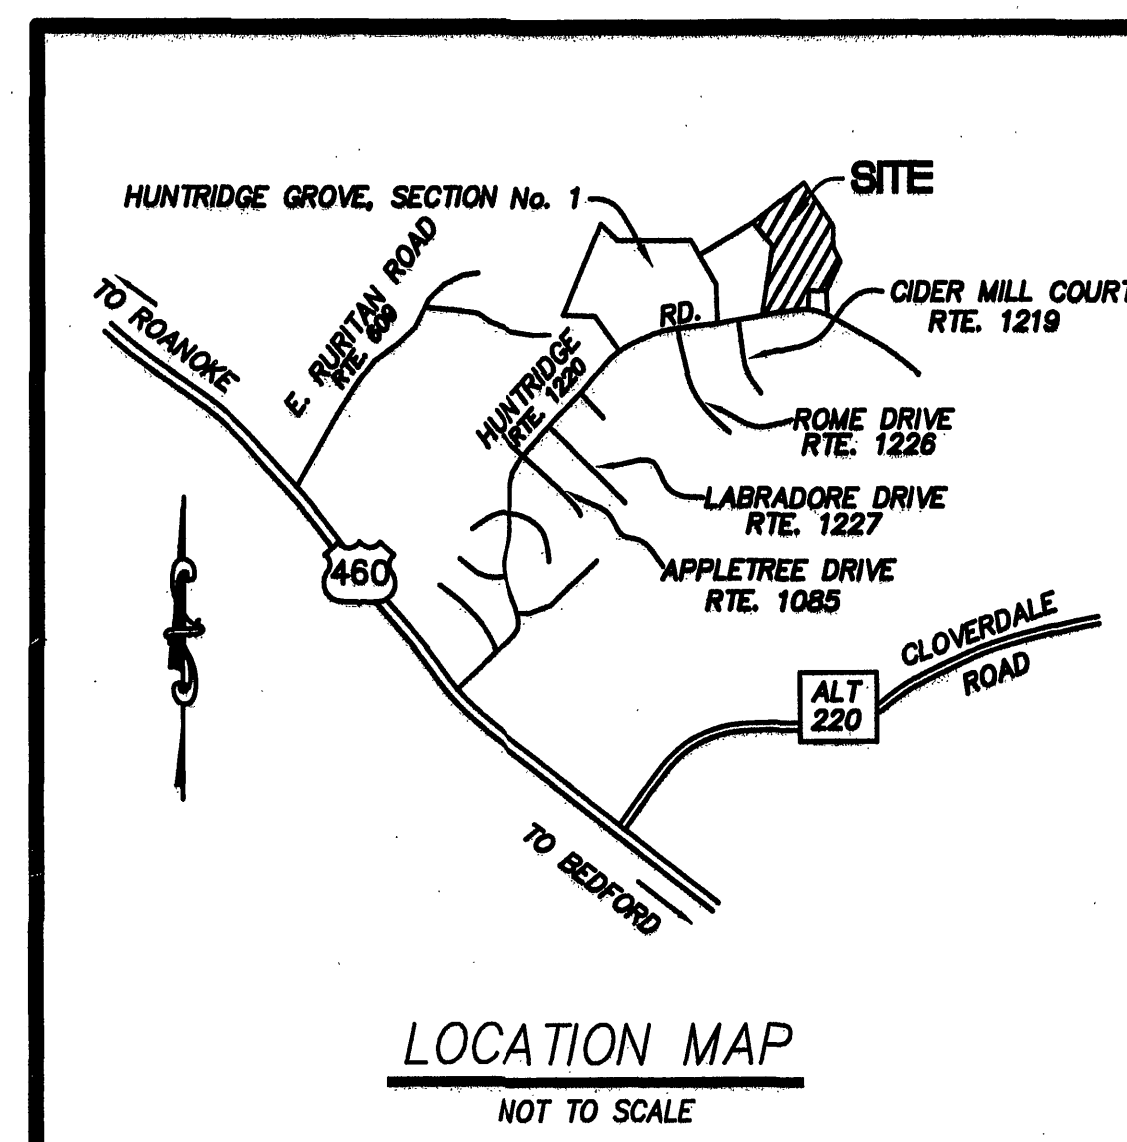 SITE
HUNTRIDGE GROVE, SECTION No. 1
E. RURITAN ROAD
RTE. 609
TO ROANOKE
HUNTRIDGE RD.
RTE. 1220
CIDER MILL COURT
RTE. 1219
ROME DRIVE
RTE. 1226
LABRADORE DRIVE
RTE. 1227
APPLETREE DRIVE
RTE. 1085
460
CLOVERDALE
ROAD
ALT
220
TO BEDFORD
LOCATION MAP
NOT TO SCALE